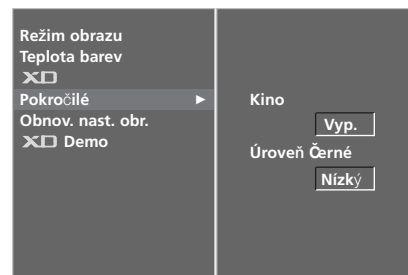 Režim obrazu
Teplota barev
XD
Pokročilé ►
Obnov. nast. obr.
XD Demo
Kino
Vyp.
Úroveň Černé
Nízký